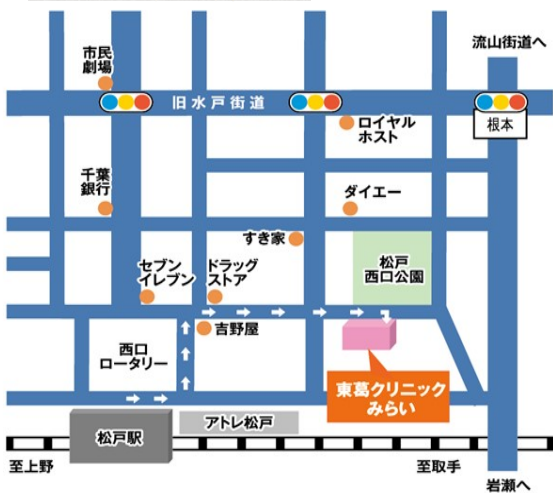 流山街道へ
市民
劇場
旧水戸街道
根本
ロイヤル
ホスト
千葉
銀行
ダイエー
すき家
松戸
西口公園
セブン
イレブン
ドラッグ
ストア
吉野屋
西口
ロータリー
東葛クリニック
みらい
アトレ松戸
松戸駅
至上野
至取手
岩瀬へ